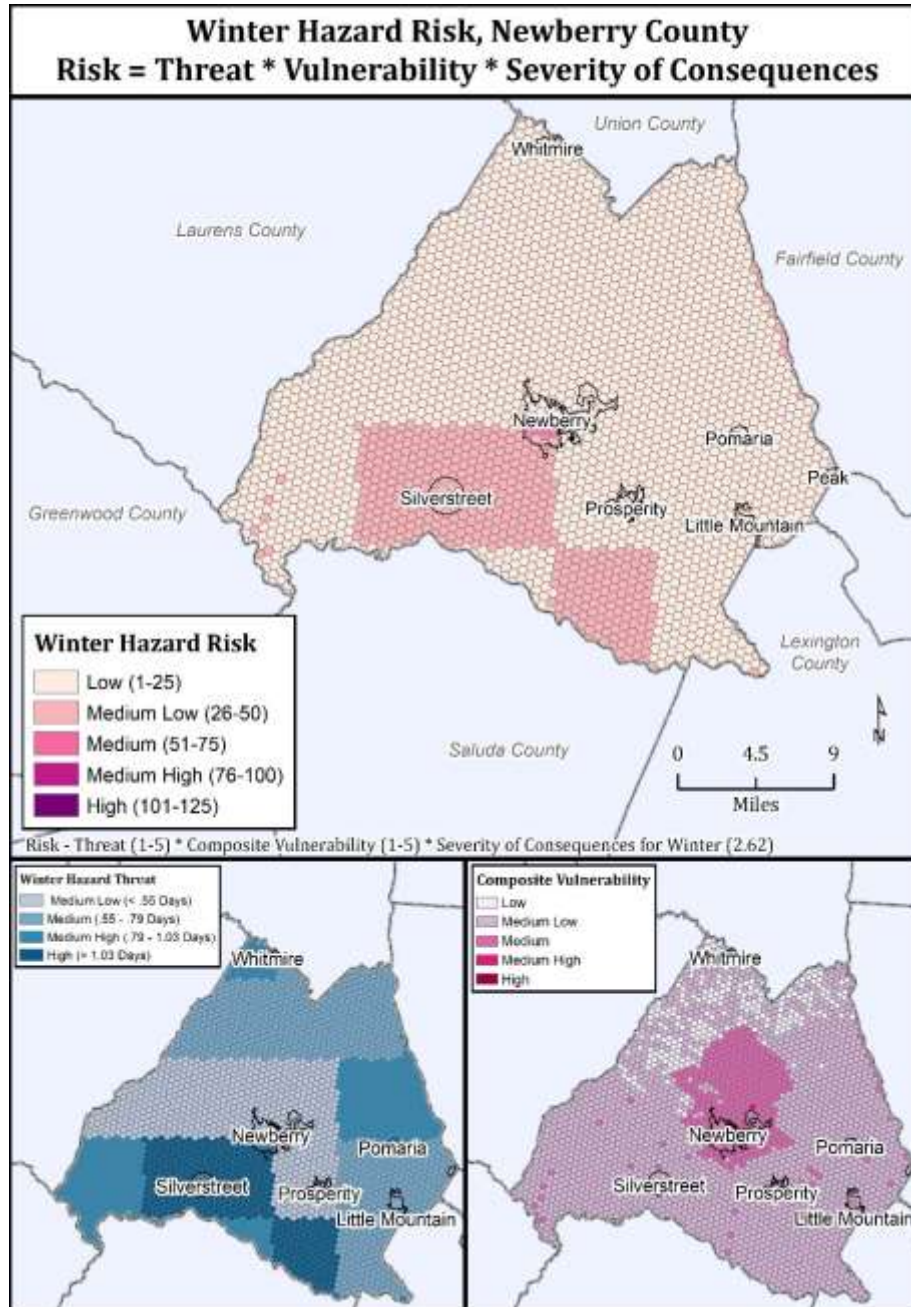 Winter Hazard Risk, Newberry County
Risk = Threat * Vulnerability * Severity of Consequences
Union County
Whitmire
Laurens County
Fairfield County
Newberry
Pomaria
Peak
Silverstreet
Prosperity
Greenwood County
Little Mountain
Winter Hazard Risk
Low (1-25)
Medium Low (26-50)
Medium (51-75)
Medium High (76-100)
High (101-125)
Lexington
County
Saluda County
N
0 4.5 9
Miles
Risk - Threat (1-5) * Composite Vulnerability (1-5) * Severity of Consequences for Winter (2.62)
Winter Hazard Threat
Medium Low (< .55 Days)
Medium (.55 - .79 Days)
Medium High (.79 - 1.03 Days)
High (> 1.03 Days)
Whitmire
Newberry
Pomaria
Silverstreet
Prosperity
Little Mountain
Composite Vulnerability
Low
Medium Low
Medium
Medium High
High
Whitmire
Newberry
Pomaria
Silverstreet
Prosperity
Little Mountain